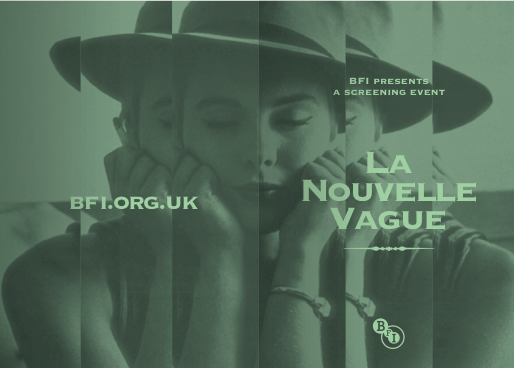 BFI PRESENTS
A SCREENING EVENT
LA
NOUVELLE
VAGUE
BFI.ORG.UK
BFI